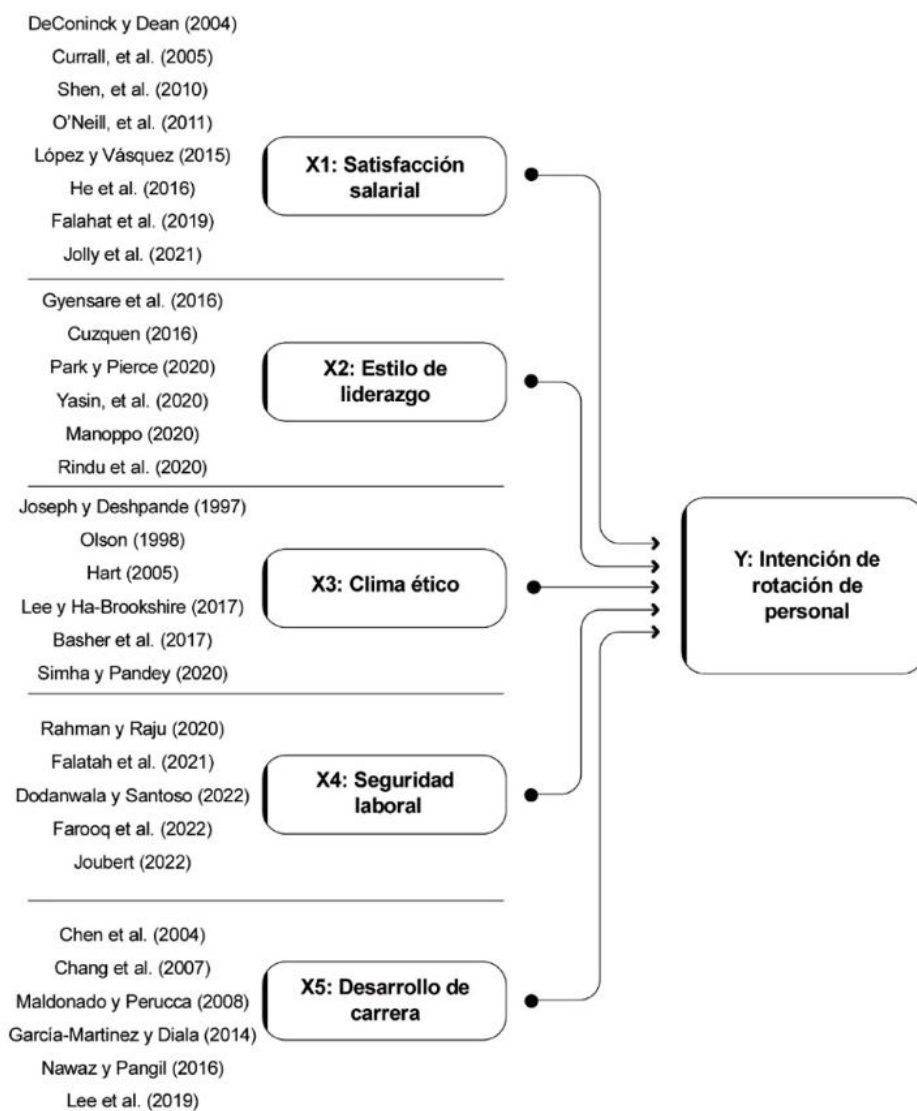 DeConinck y Dean (2004)
Currall, et al. (2005)
Shen, et al. (2010)
O'Neill, et al. (2011)
López y Vásquez (2015)
He et al. (2016)
Falahat et al. (2019)
Jolly et al. (2021)
X1: Satisfacción
salarial
Gyensare et al. (2016)
Cuzquen (2016)
Park y Pierce (2020)
Yasin, et al. (2020)
Manoppo (2020)
Rindu et al. (2020)
X2: Estilo de
liderazgo
Joseph y Deshpande (1997)
Olson (1998)
Hart (2005)
Lee y Ha-Brookshire (2017)
Basher et al. (2017)
Simha y Pandey (2020)
X3: Clima ético
Rahman y Raju (2020)
Falatah et al. (2021)
Dodanwala y Santoso (2022)
Farooq et al. (2022)
Joubert (2022)
X4: Seguridad
laboral
Chen et al. (2004)
Chang et al. (2007)
Maldonado y Perucca (2008)
García-Martinez y Diala (2014)
Nawaz y Pangil (2016)
Lee et al. (2019)
X5: Desarrollo de
carrera
Y: Intención de
rotación de
personal